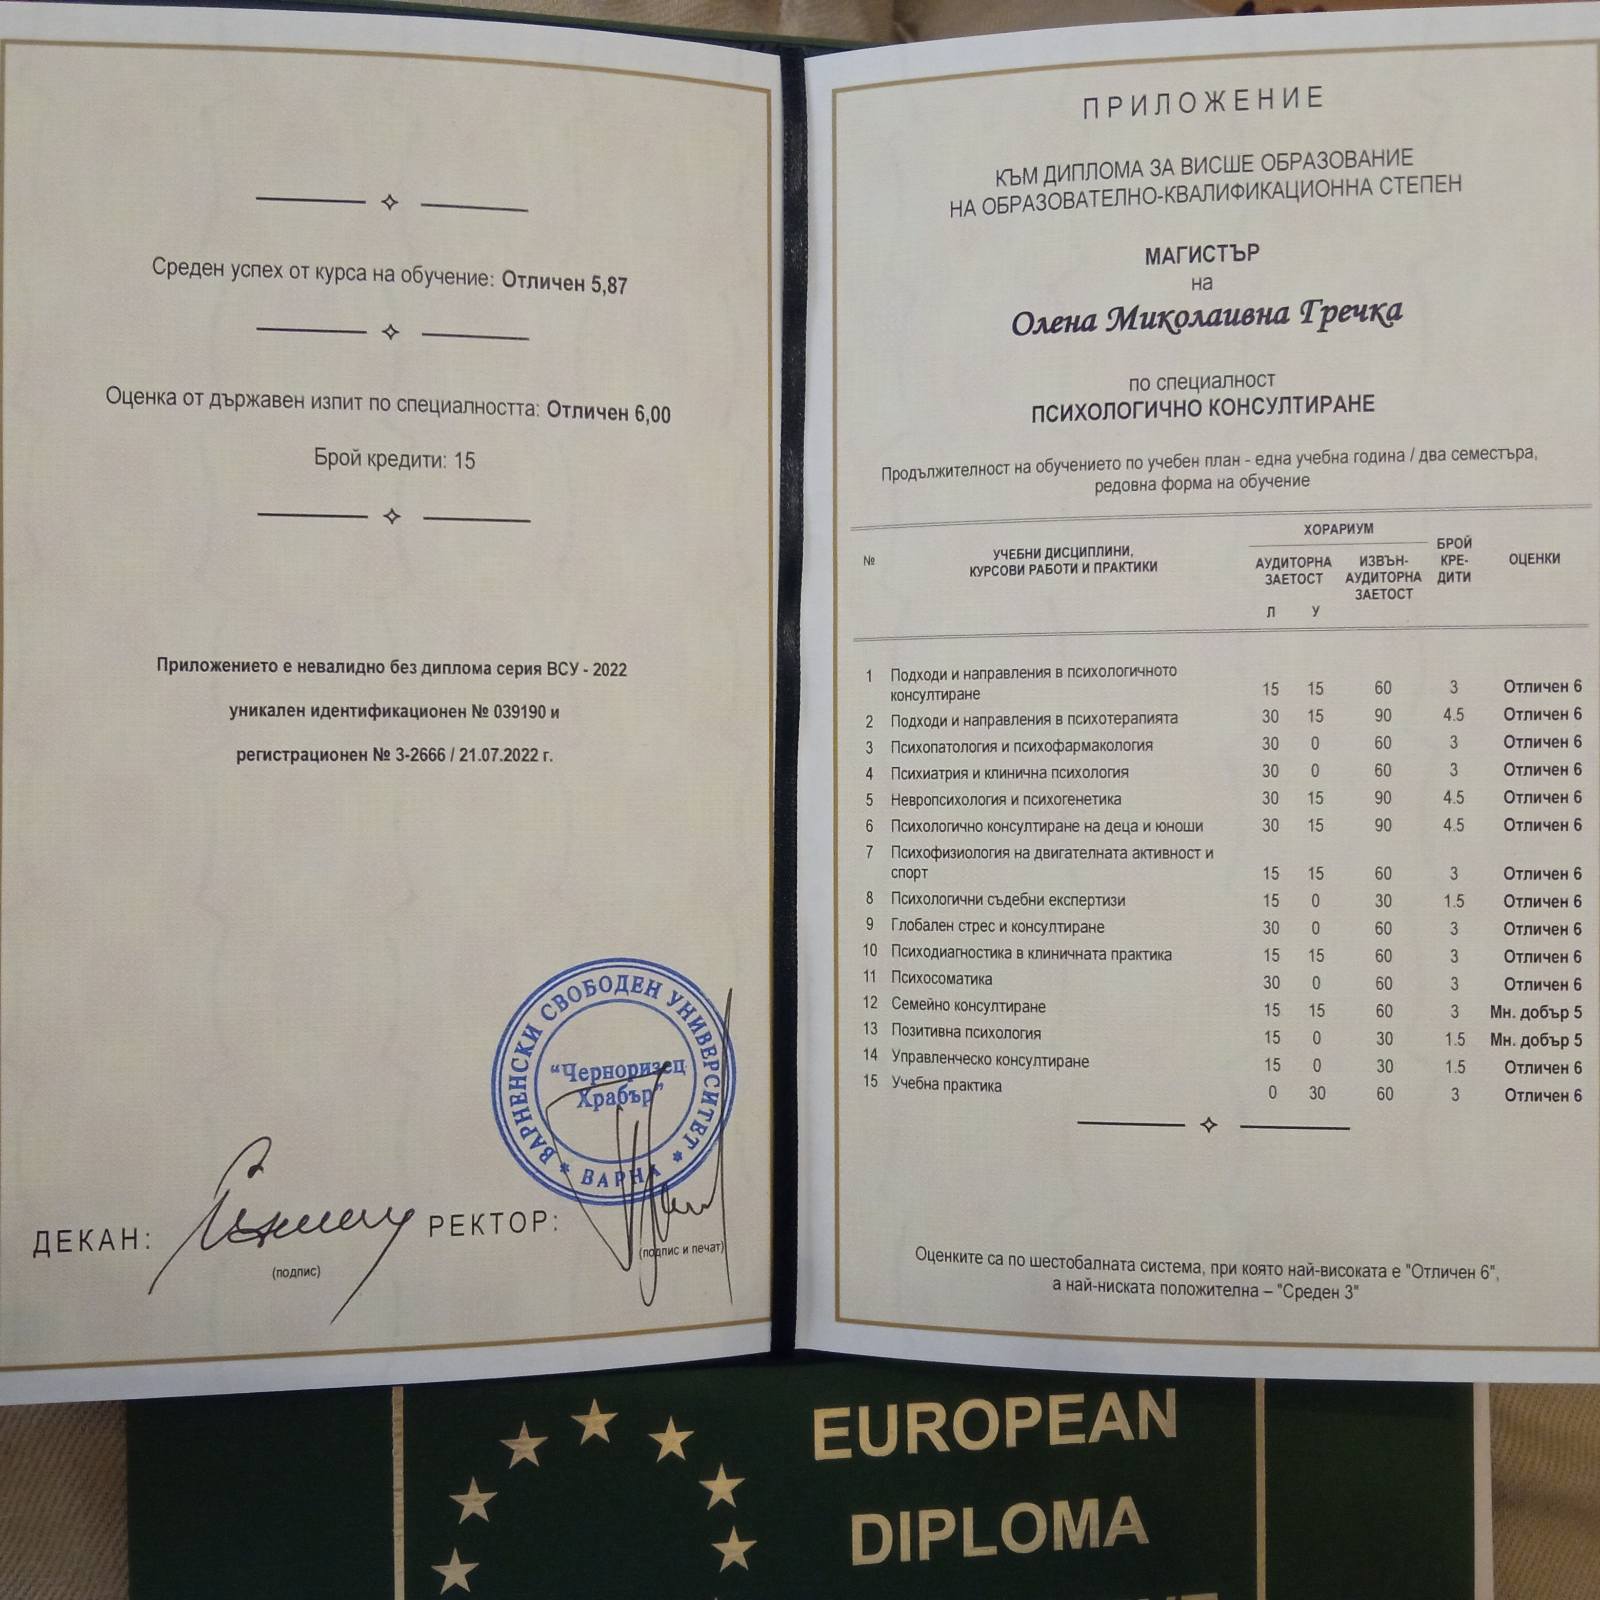 Среден успех от курса на обучение: Отличен 5,87
Оценка от държавен изпит по специалността: Отличен 6,00
Брой кредити: 15
Приложението е невалидно без диплома серия ВСУ - 2022
уникален идентификационен № 039190 и
регистрационен № 3-2666 / 21.07.2022 г.
ВАРНЕНСКИ СВОБОДЕН УНИВЕРСИТЕТ
"Черноризец
Храбър"
* ВАРНА *
ДЕКАН:
(подпис)
РЕКТОР:
(подпис и печат)
ПРИЛОЖЕНИЕ
КЪМ ДИПЛОМА ЗА ВИСШЕ ОБРАЗОВАНИЕ
НА ОБРАЗОВАТЕЛНО-КВАЛИФИКАЦИОННА СТЕПЕН
МАГИСТЪР
на
Олена Миколаивна Гречка
по специалност
ПСИХОЛОГИЧНО КОНСУЛТИРАНЕ
Продължителност на обучението по учебен план - една учебна година / два семестъра,
редовна форма на обучение
№
УЧЕБНИ ДИСЦИПЛИНИ,
КУРСОВИ РАБОТИ И ПРАКТИКИ
ХОРАРИУМ
АУДИТОРНА
ЗАЕТОСТ
Л У
ИЗВЪН-
АУДИТОРНА
ЗАЕТОСТ
БРОЙ
КРЕ-
ДИТИ
ОЦЕНКИ
1 Подходи и направления в психологичното
консултиране 15 15 60 3 Отличен 6
2 Подходи и направления в психотерапията 30 15 90 4.5 Отличен 6
3 Психопатология и психофармакология 30 0 60 3 Отличен 6
4 Психиатрия и клинична психология 30 0 60 3 Отличен 6
5 Невропсихология и психогенетика 30 15 90 4.5 Отличен 6
6 Психологично консултиране на деца и юноши 30 15 90 4.5 Отличен 6
7 Психофизиология на двигателната активност и
спорт 15 15 60 3 Отличен 6
8 Психологични съдебни експертизи 15 0 30 1.5 Отличен 6
9 Глобален стрес и консултиране 30 0 60 3 Отличен 6
10 Психодиагностика в клиничната практика 15 15 60 3 Отличен 6
11 Психосоматика 30 0 60 3 Отличен 6
12 Семейно консултиране 15 15 60 3 Мн. добър 5
13 Позитивна психология 15 0 30 1.5 Мн. добър 5
14 Управленческо консултиране 15 0 30 1.5 Отличен 6
15 Учебна практика 0 30 60 3 Отличен 6
Оценките са по шестобалната система, при която най-високата е "Отличен 6",
а най-ниската положителна – "Среден 3"
EUROPEAN
DIPLOMA